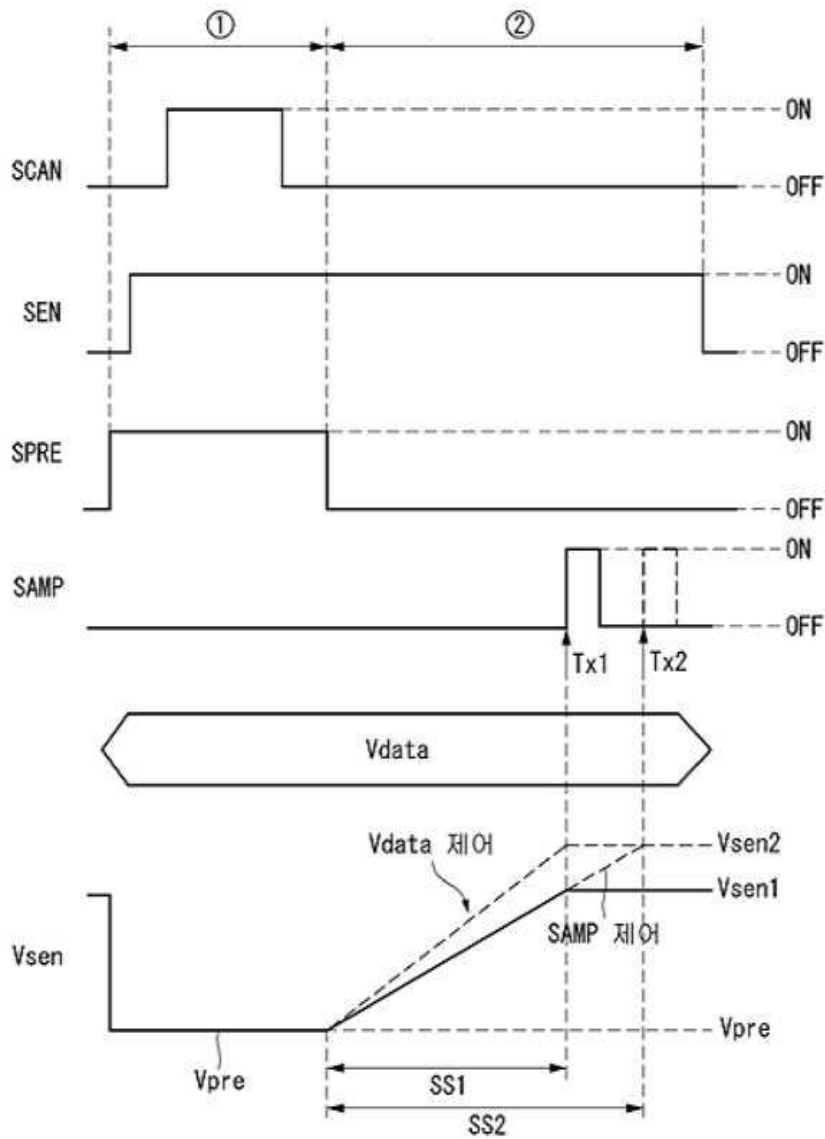 ① ②
ON
SCAN
OFF
ON
SEN
OFF
ON
SPRE
OFF
ON
SAMP
OFF
Tx1 Tx2
Vdata
Vdata 제어
Vsen2
Vsen1
SAMP 제어
Vsen
Vpre
Vpre
SS1
SS2